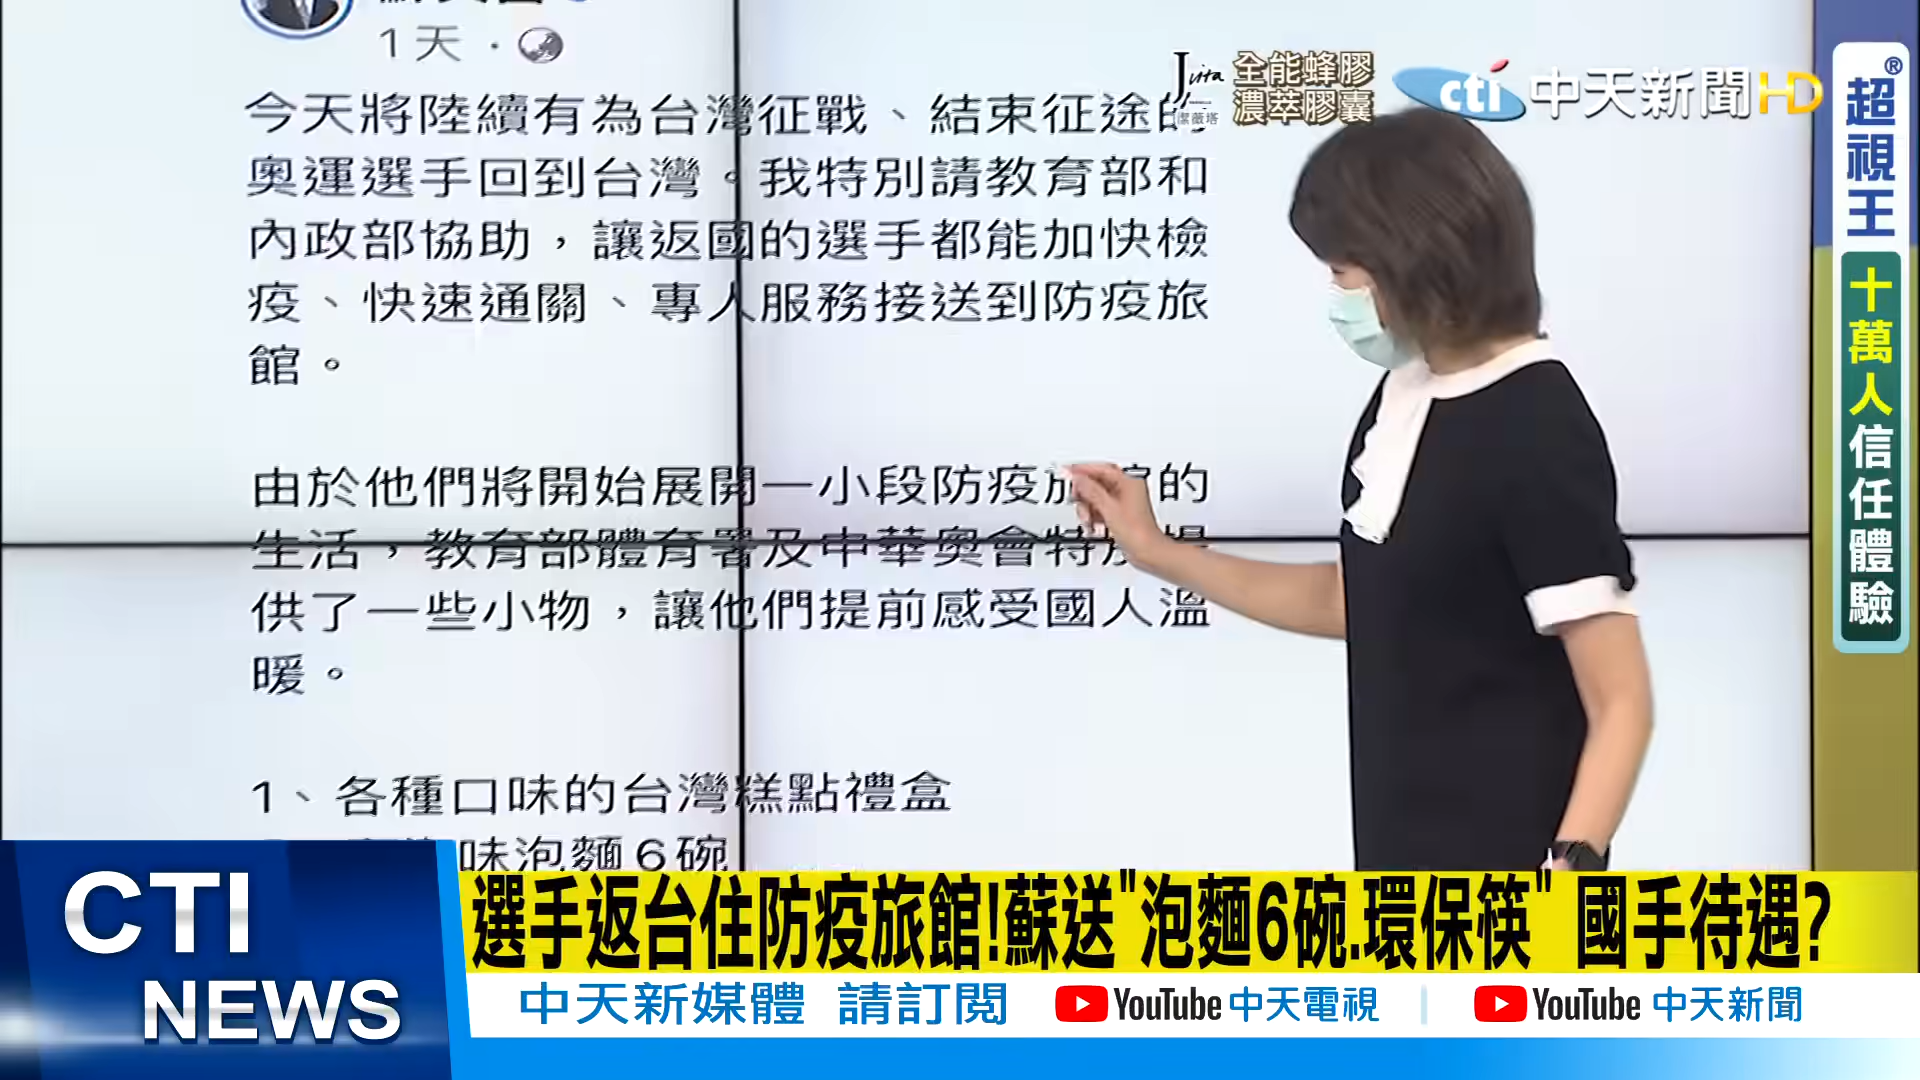 1天
今天將陸續有為台灣征戰、結束征途的
奧運選手回到台灣。我特別請教育部和
內政部協助，讓返國的選手都能加快檢
疫、快速通關、專人服務接送到防疫旅
館。
由於他們將開始展開一小段防疫旅館的
生活，教育部體育署及中華奧會特別提
供了一些小物，讓他們提前感受國人溫
暖。
1、各種口味的台灣糕點禮盒
味泡麵6碗
Jvita
潔薇塔
全能蜂膠
濃萃膠囊
cti 中天新聞HD
超視王®
十萬人信任體驗
CTI
NEWS
選手返台住防疫旅館!蘇送"泡麵6碗.環保筷" 國手待遇?
中天新媒體 請訂閱 YouTube 中天電視 | YouTube 中天新聞